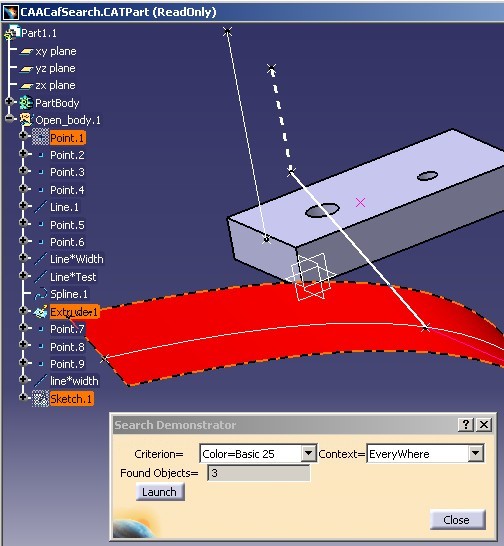 CAACafSearch.CATPart (ReadOnly)
Part1.1
xy plane
yz plane
zx plane
PartBody
Open_body.1
Point.1
Point.2
Point.3
Point.4
Line.1
Point.5
Point.6
Line*Width
Line*Test
Spline.1
Extrude.1
Point.7
Point.8
Point.9
line*width
Sketch.1
Search Demonstrator
Criterion= Color=Basic 25 Context= EveryWhere
Found Objects= 3
Launch
Close